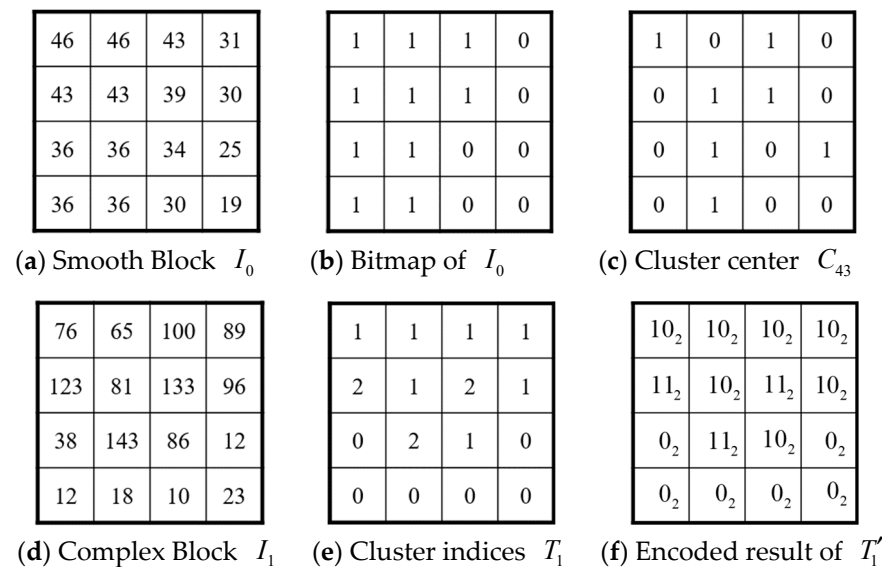 46 46 43 31
43 43 39 30
36 36 34 25
36 36 30 19
(a) Smooth Block I₀
1 1 1 0
1 1 1 0
1 1 0 0
1 1 0 0
(b) Bitmap of I₀
1 0 1 0
0 1 1 0
0 1 0 1
0 1 0 0
(c) Cluster center C₄₃
76 65 100 89
123 81 133 96
38 143 86 12
12 18 10 23
(d) Complex Block I₁
1 1 1 1
2 1 2 1
0 2 1 0
0 0 0 0
(e) Cluster indices T₁
10₂ 10₂ 10₂ 10₂
11₂ 10₂ 11₂ 10₂
0₂ 11₂ 10₂ 0₂
0₂ 0₂ 0₂ 0₂
(f) Encoded result of T₁′